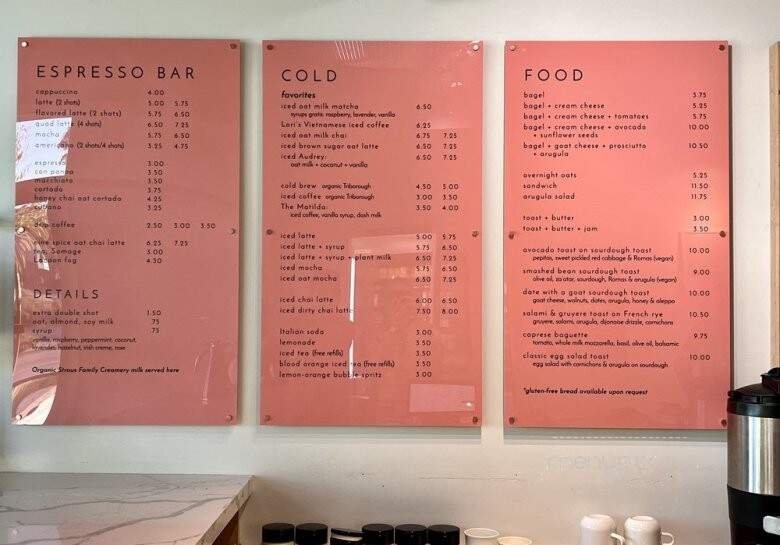 ESPRESSO BAR
cappuccino 4.00
latte (2 shots) 5.00 5.75
flavored latte (2 shots) 5.75 6.50
quad latte (4 shots) 6.50 7.25
mocha 5.75 6.50
americano (2 shots/4 shots) 3.25 4.75
espresso 3.00
con panna 3.50
macchiato 3.50
cortado 3.75
honey chai oat cortado 4.25
cubano 3.25
drip coffee 2.50 3.00 3.50
nine spice oat chai latte 6.25 7.25
tea, Somage 3.00
London fog 4.50
DETAILS
extra double shot 1.50
oat, almond, soy milk .75
syrup .75
vanilla, raspberry, peppermint, coconut,
lavender, hazelnut, irish creme, rose
Organic Straus Family Creamery milk served here
COLD
favorites
iced oat milk matcha 6.50
syrups gratis: raspberry, lavender, vanilla
Lori's Vietnamese iced coffee 6.25
iced oat milk chai 6.75 7.25
iced brown sugar oat latte 6.50 7.25
iced Audrey: 6.50 7.25
oat milk + coconut + vanilla
cold brew organic Triborough 4.50 5.00
iced coffee organic Triborough 3.00 3.50
The Matilda: 3.50 4.00
iced coffee, vanilla syrup, dash milk
iced latte 5.00 5.75
iced latte + syrup 5.75 6.50
iced latte + syrup + plant milk 6.50 7.25
iced mocha 5.75 6.50
iced oat mocha 6.50 7.25
iced chai latte 6.00 6.50
iced dirty chai latte 7.50 8.00
Italian soda 3.00
lemonade 3.50
iced tea (free refills) 3.50
blood orange iced tea (free refills) 3.50
lemon-orange bubble spritz 5.00
FOOD
bagel 3.75
bagel + cream cheese 5.25
bagel + cream cheese + tomatoes 5.75
bagel + cream cheese + avocado 10.00
+ sunflower seeds
bagel + goat cheese + prosciutto 10.50
+ arugula
overnight oats 5.25
sandwich 11.50
arugula salad 11.75
toast + butter 3.00
toast + butter + jam 3.50
avocado toast on sourdough toast 10.00
pepitas, sweet pickled red cabbage & Romas (vegan)
smashed bean sourdough toast 9.00
olive oil, za'atar, sourdough, Romas & arugula (vegan)
date with a goat sourdough toast 10.00
goat cheese, walnuts, dates, arugula, honey & aleppo
salami & gruyere toast on French rye 10.50
gruyere, salami, arugula, dijonaise drizzle, cornichons
caprese baguette 9.75
tomato, whole milk mozzarella, basil, olive oil, balsamic
classic egg salad toast 10.00
egg salad with cornichons & arugula on sourdough
*gluten-free bread available upon request